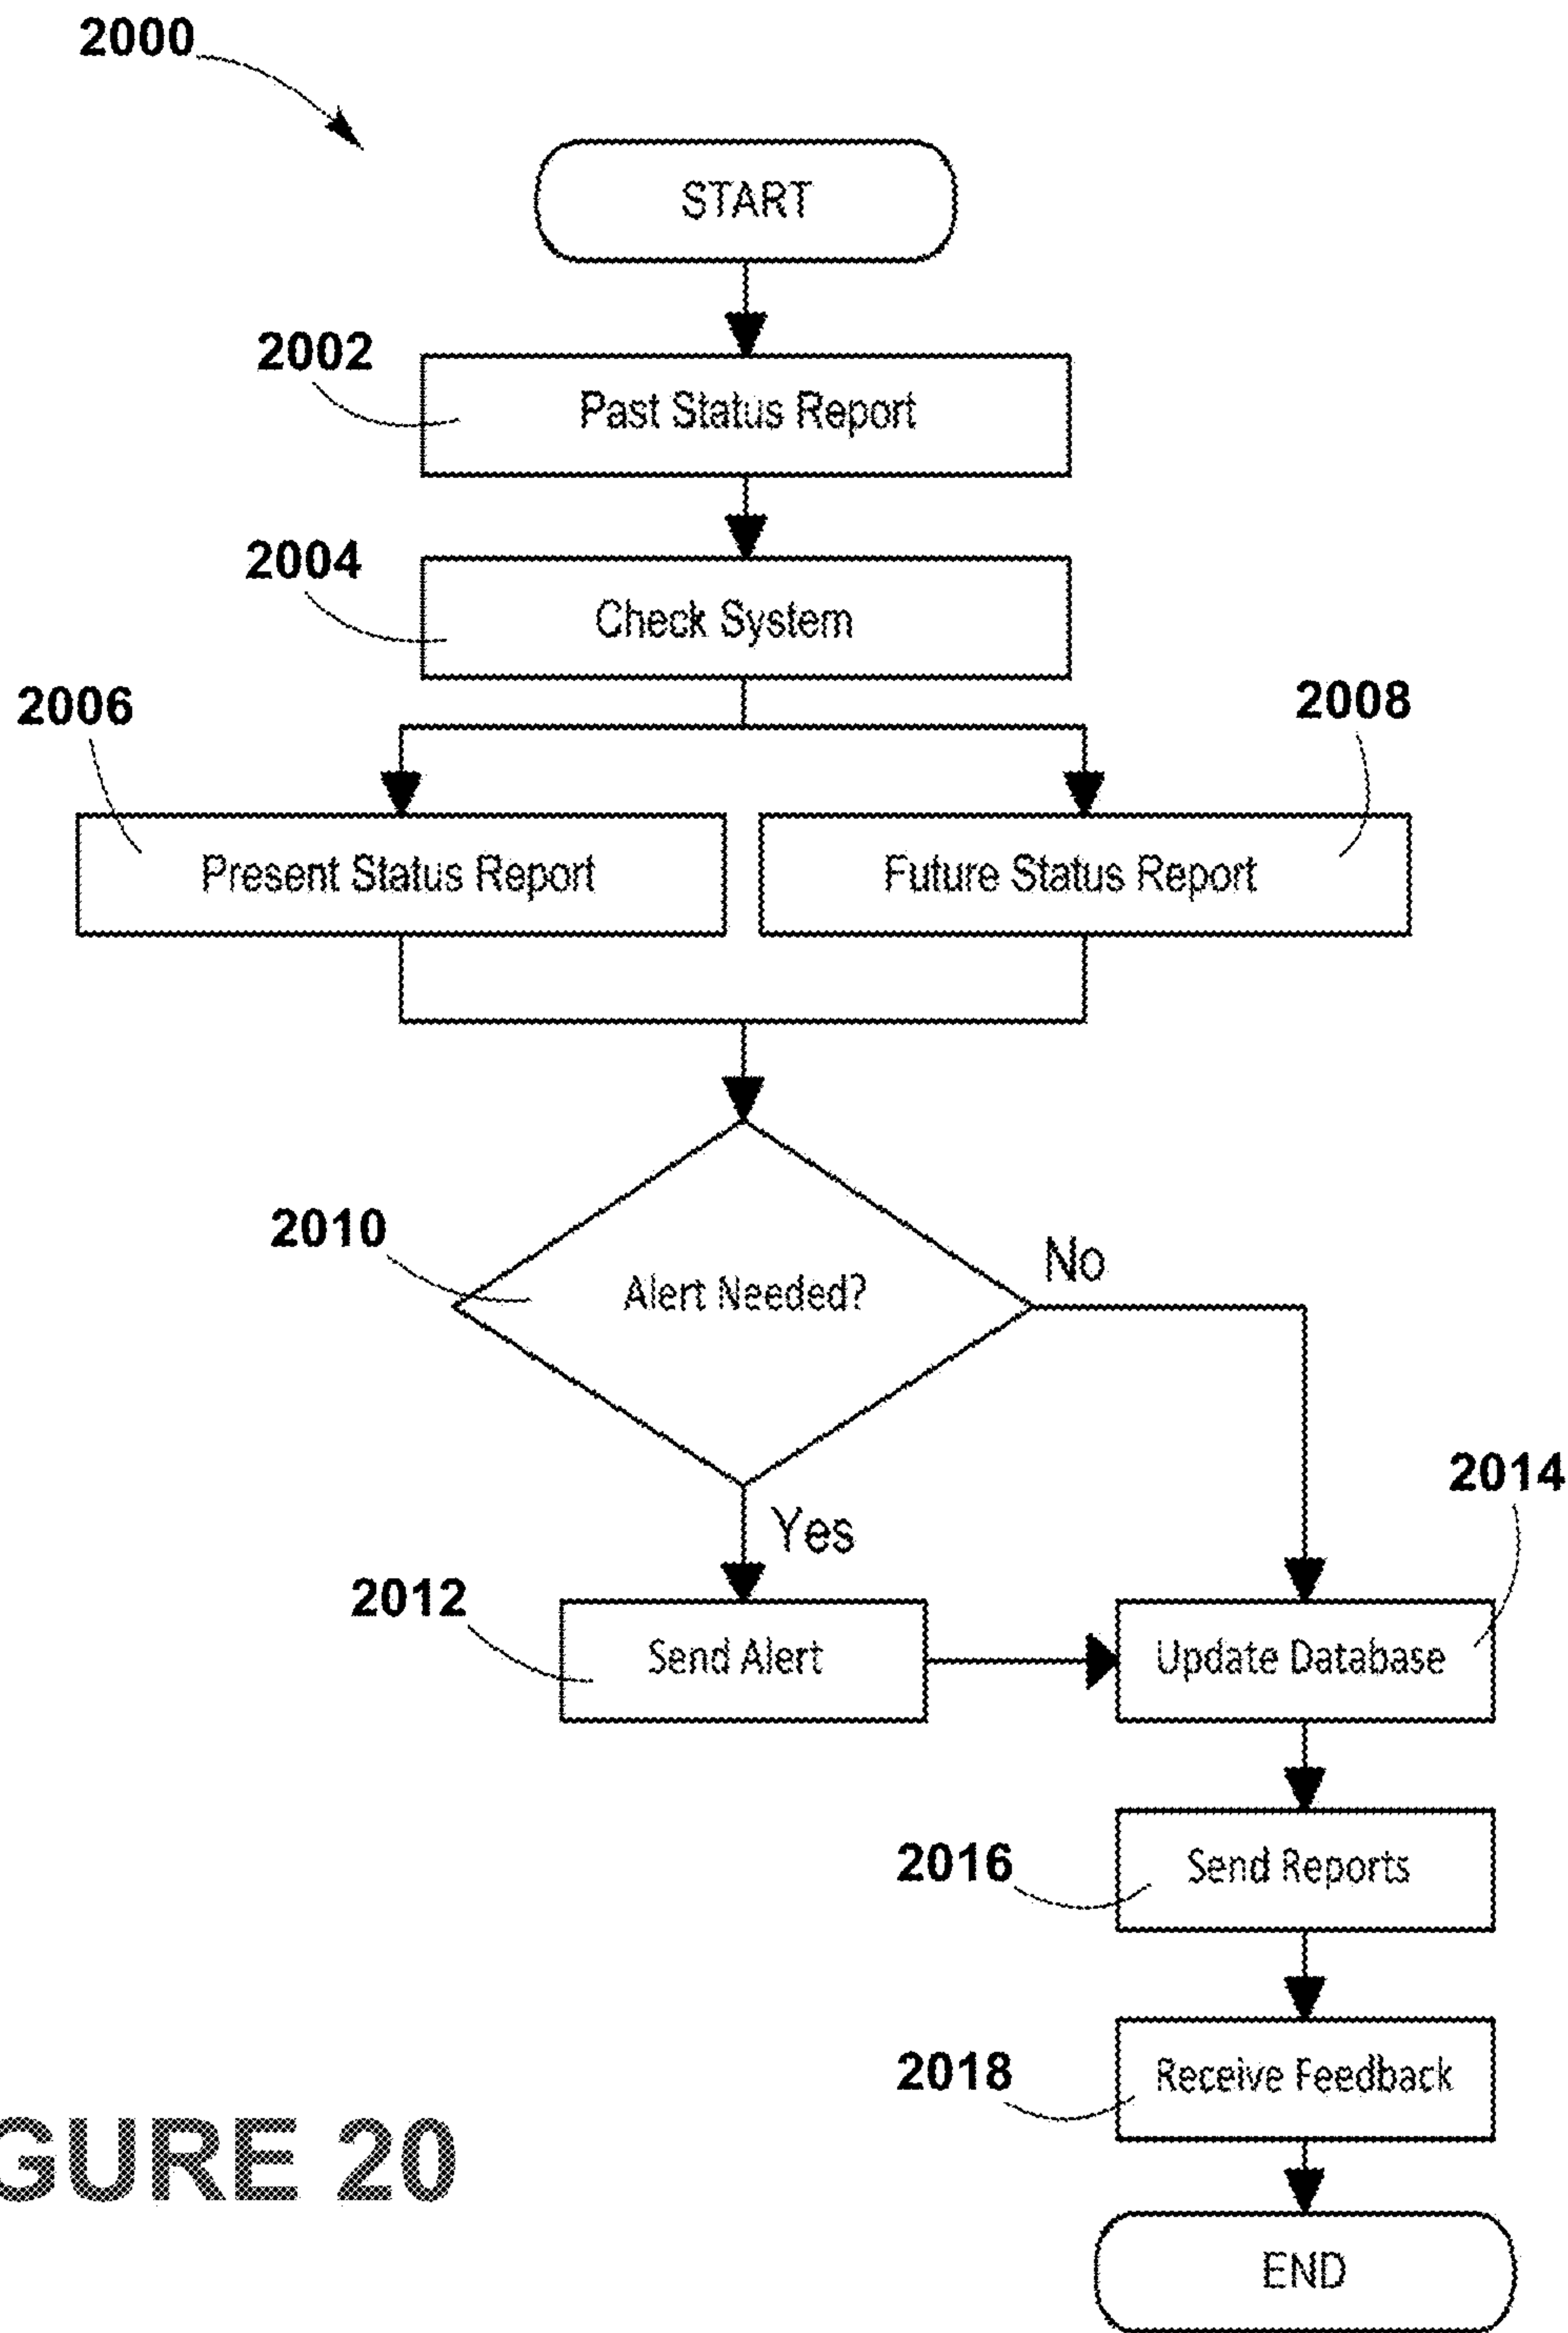 2000
START
2002
Past Status Report
2004
Check System
2006
2008
Present Status Report
Future Status Report
2010
Alert Needed?
No
Yes
2014
2012
Send Alert
Update Database
2016
Send Reports
2018
Receive Feedback
GURE 20
END